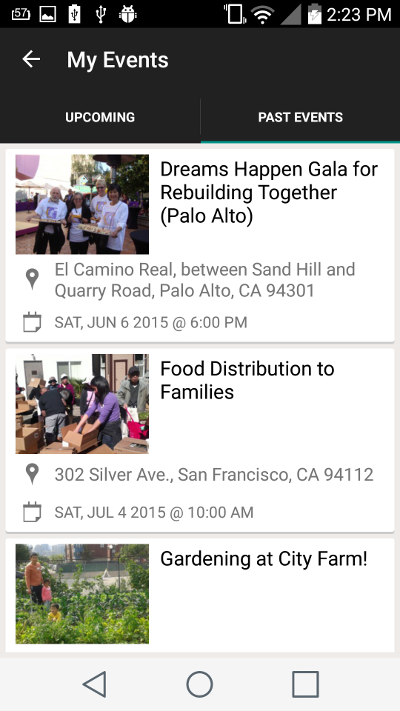 57
2:23 PM
My Events
UPCOMING
PAST EVENTS
Dreams Happen Gala for
Rebuilding Together
(Palo Alto)
El Camino Real, between Sand Hill and
Quarry Road, Palo Alto, CA 94301
SAT, JUN 6 2015 @ 6:00 PM
Food Distribution to
Families
302 Silver Ave., San Francisco, CA 94112
SAT, JUL 4 2015 @ 10:00 AM
Gardening at City Farm!